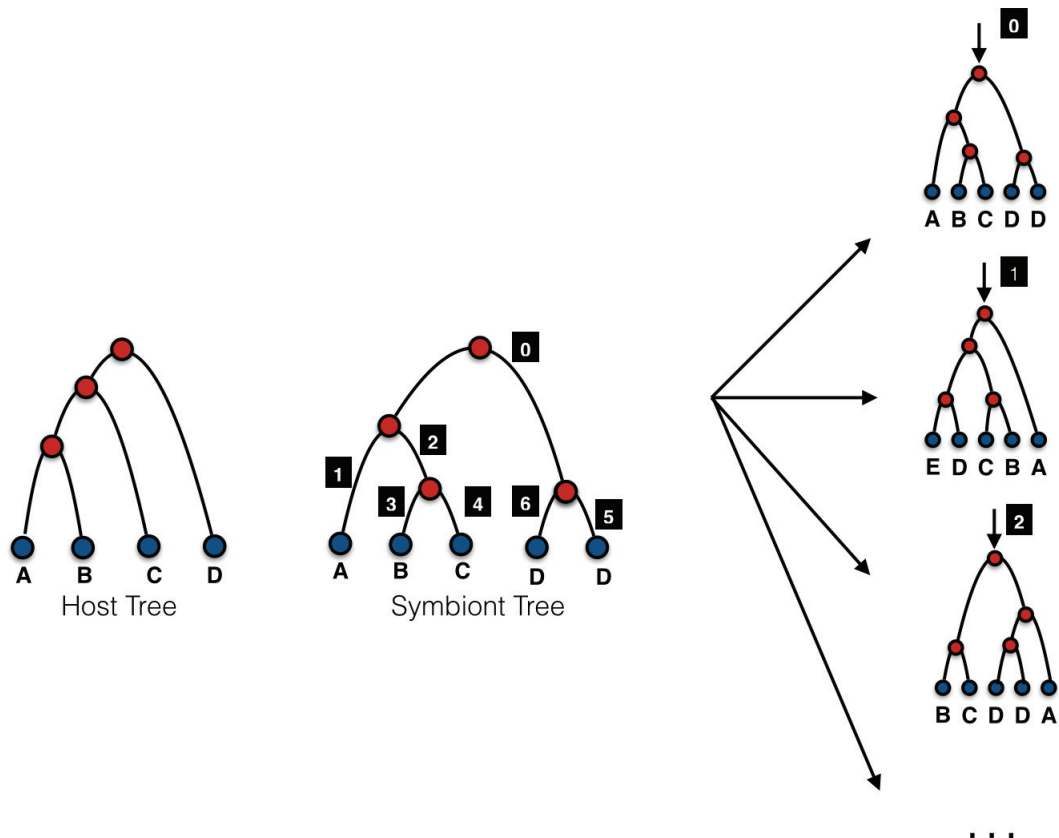 A B C D
Host Tree
0
1
2
3
4
6
5
A B C D D
Symbiont Tree
0
A B C D D
1
E D C B A
2
B C D D A
...